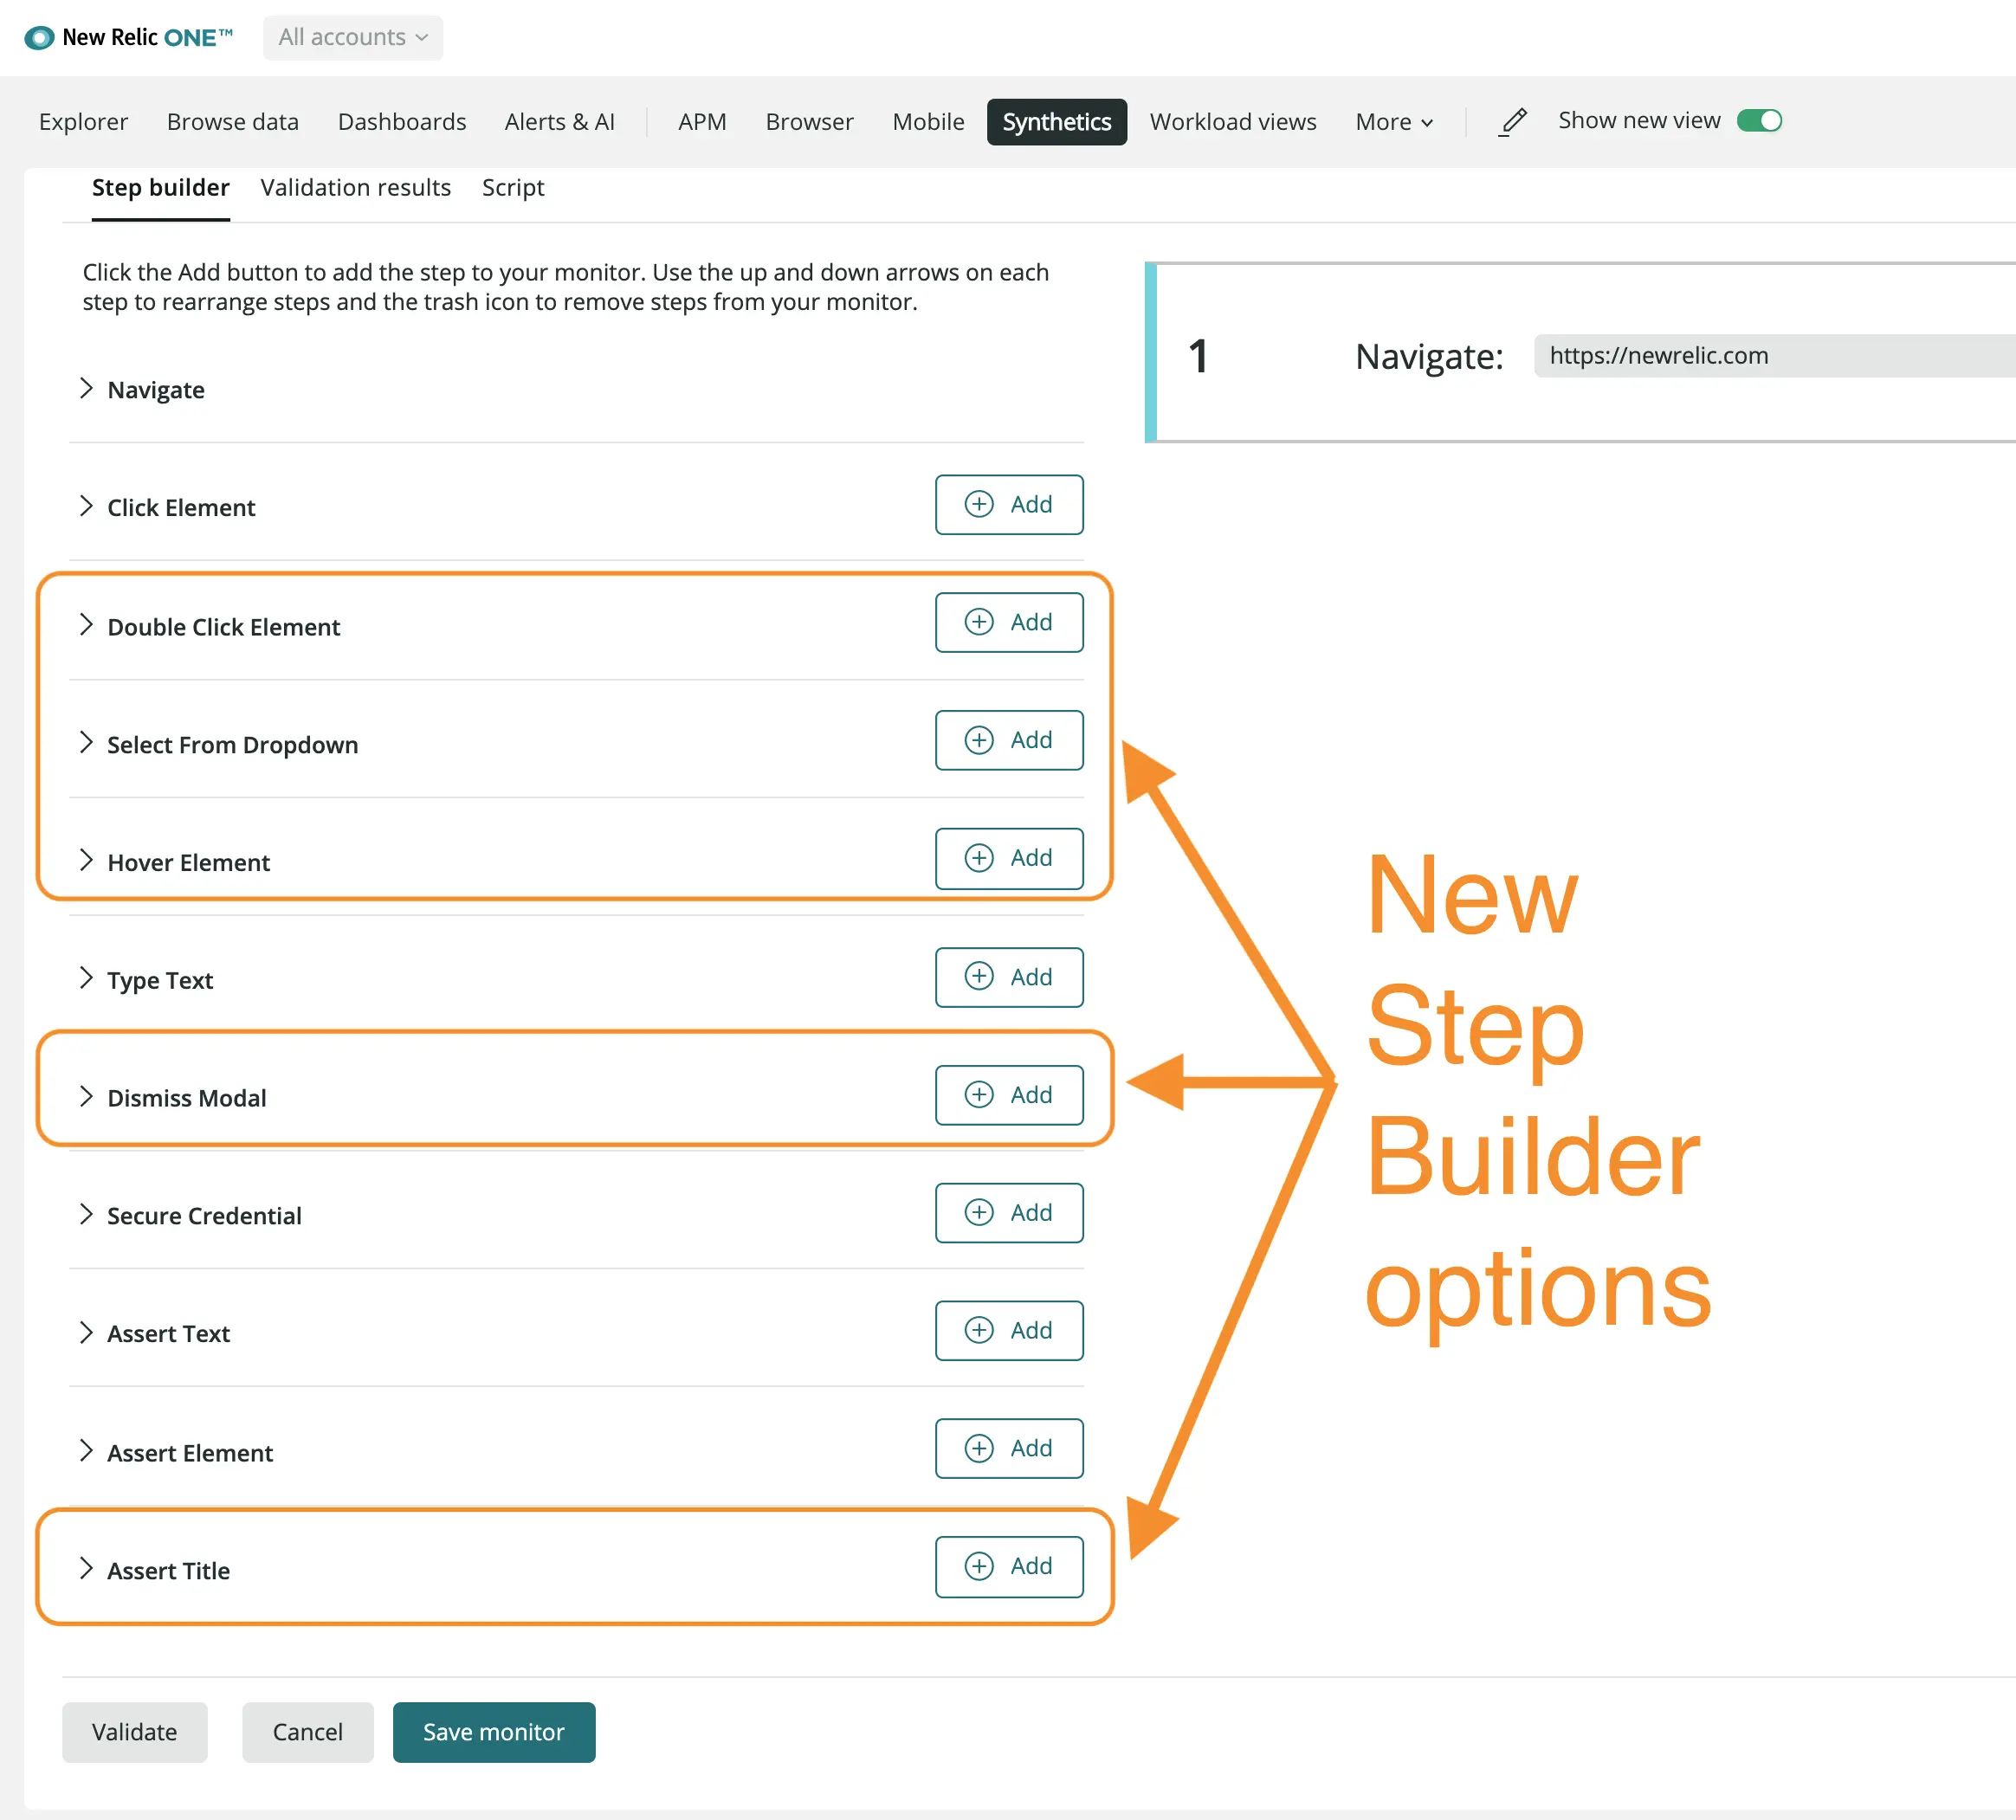 New Relic ONE™ All accounts
Explorer Browse data Dashboards Alerts & AI APM Browser Mobile Synthetics Workload views More Show new view
Step builder Validation results Script
Click the Add button to add the step to your monitor. Use the up and down arrows on each
step to rearrange steps and the trash icon to remove steps from your monitor.
1 Navigate: https://newrelic.com
Navigate
Click Element Add
Double Click Element Add
Select From Dropdown Add
Hover Element Add
Type Text Add
Dismiss Modal Add
Secure Credential Add
Assert Text Add
Assert Element Add
Assert Title Add
New
Step
Builder
options
Validate Cancel Save monitor